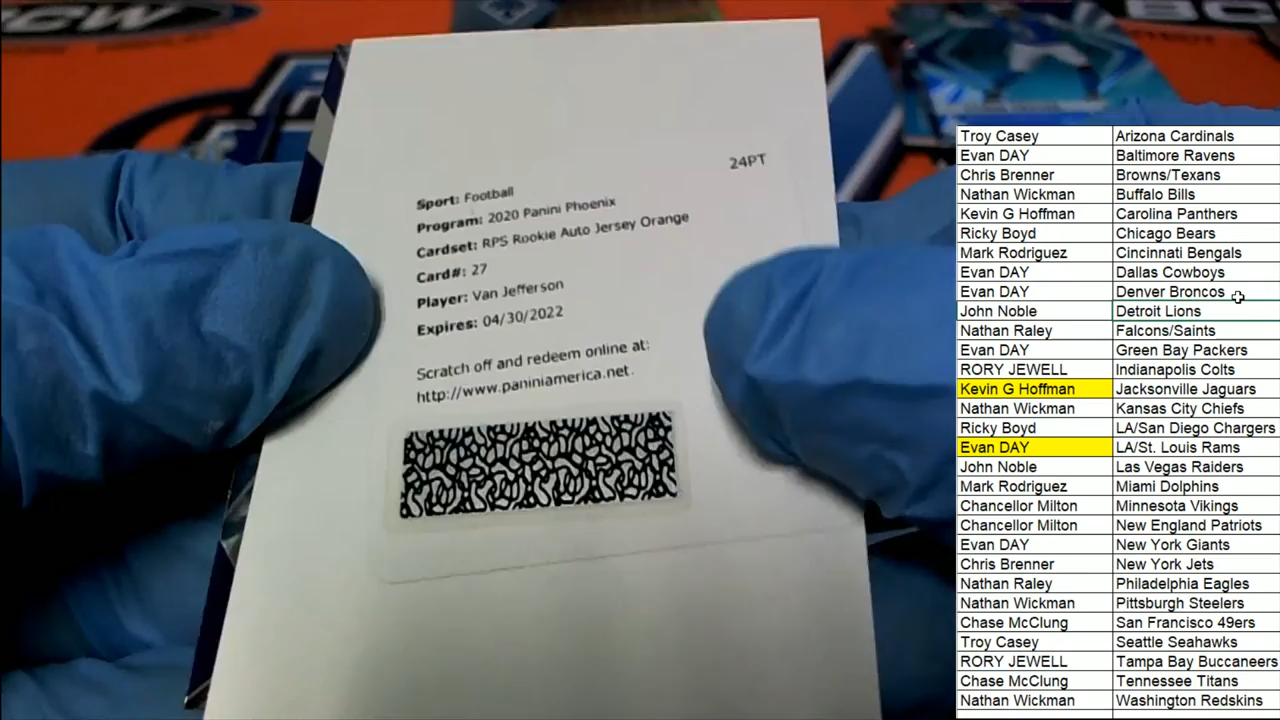 24PT
Sport: Football
Program: 2020 Panini Phoenix
Cardset: RPS Rookie Auto Jersey Orange
Card#: 27
Player: Van Jefferson
Expires: 04/30/2022
Scratch off and redeem online at:
http://www.paniniamerica.net.
Troy Casey Arizona Cardinals
Evan DAY Baltimore Ravens
Chris Brenner Browns/Texans
Nathan Wickman Buffalo Bills
Kevin G Hoffman Carolina Panthers
Ricky Boyd Chicago Bears
Mark Rodriguez Cincinnati Bengals
Evan DAY Dallas Cowboys
Evan DAY Denver Broncos
John Noble Detroit Lions
Nathan Raley Falcons/Saints
Evan DAY Green Bay Packers
RORY JEWELL Indianapolis Colts
Kevin G Hoffman Jacksonville Jaguars
Nathan Wickman Kansas City Chiefs
Ricky Boyd LA/San Diego Chargers
Evan DAY LA/St. Louis Rams
John Noble Las Vegas Raiders
Mark Rodriguez Miami Dolphins
Chancellor Milton Minnesota Vikings
Chancellor Milton New England Patriots
Evan DAY New York Giants
Chris Brenner New York Jets
Nathan Raley Philadelphia Eagles
Nathan Wickman Pittsburgh Steelers
Chase McClung San Francisco 49ers
Troy Casey Seattle Seahawks
RORY JEWELL Tampa Bay Buccaneers
Chase McClung Tennessee Titans
Nathan Wickman Washington Redskins